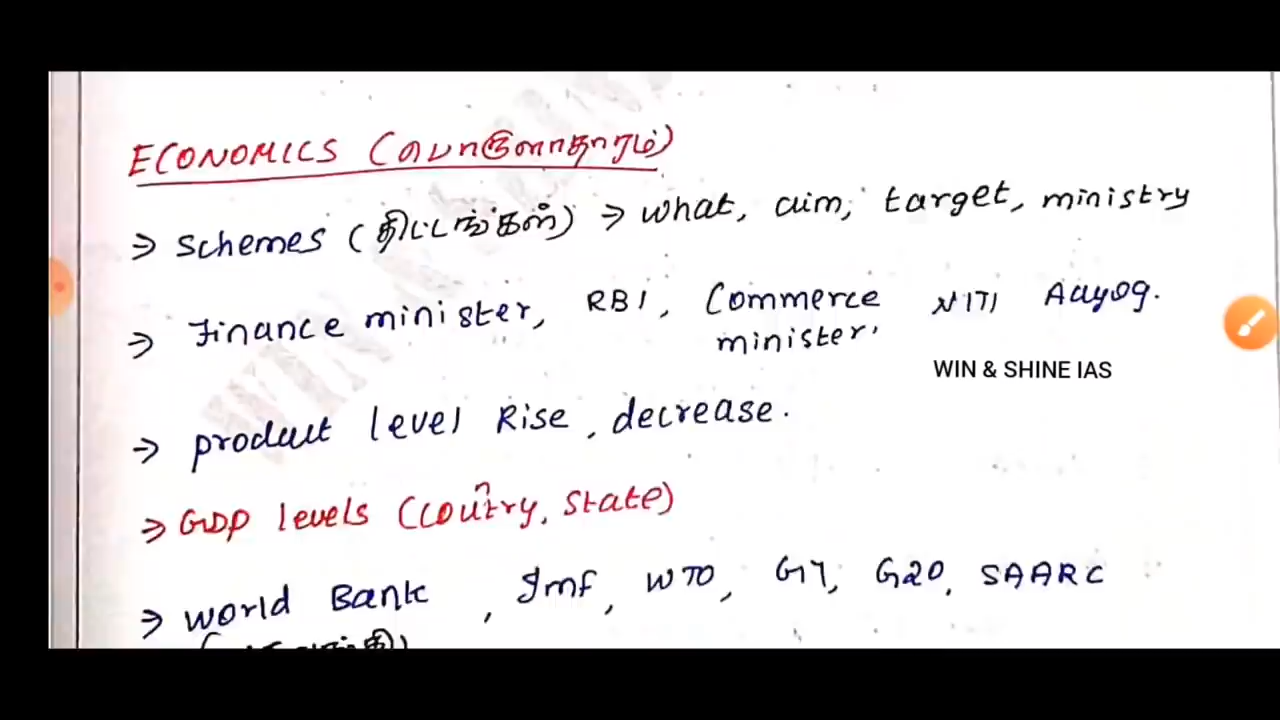 ECONOMICS (பொருளாதாரம்)
⇒ schemes (திட்டங்கள்) → what, aim, target, ministry
⇒ Finance minister, RBI, Commerce minister, NITI Aayog.
WIN & SHINE IAS
⇒ product level Rise, decrease.
⇒ GDP levels (Country, State)
⇒ World Bank, Imf, WTO, G7, G20, SAARC